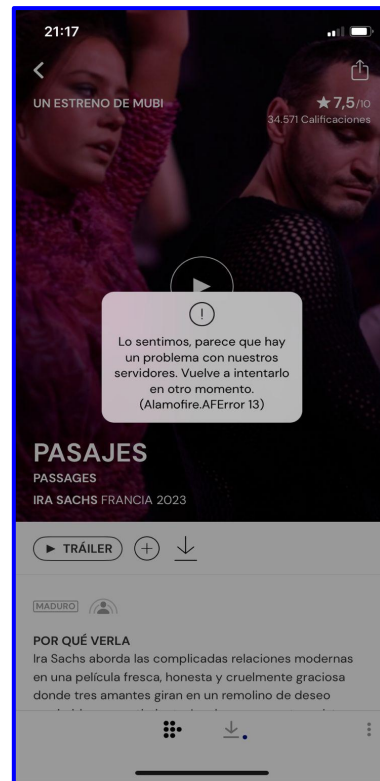 21:17
UN ESTRENO DE MUBI
★ 7,5/10
34.571 Calificaciones
Lo sentimos, parece que hay
un problema con nuestros
servidores. Vuelve a intentarlo
en otro momento.
(Alamofire.AFError 13)
PASAJES
PASSAGES
IRA SACHS FRANCIA 2023
TRÁILER
MADURO
POR QUÉ VERLA
Ira Sachs aborda las complicadas relaciones modernas
en una película fresca, honesta y cruelmente graciosa
donde tres amantes giran en un remolino de deseo